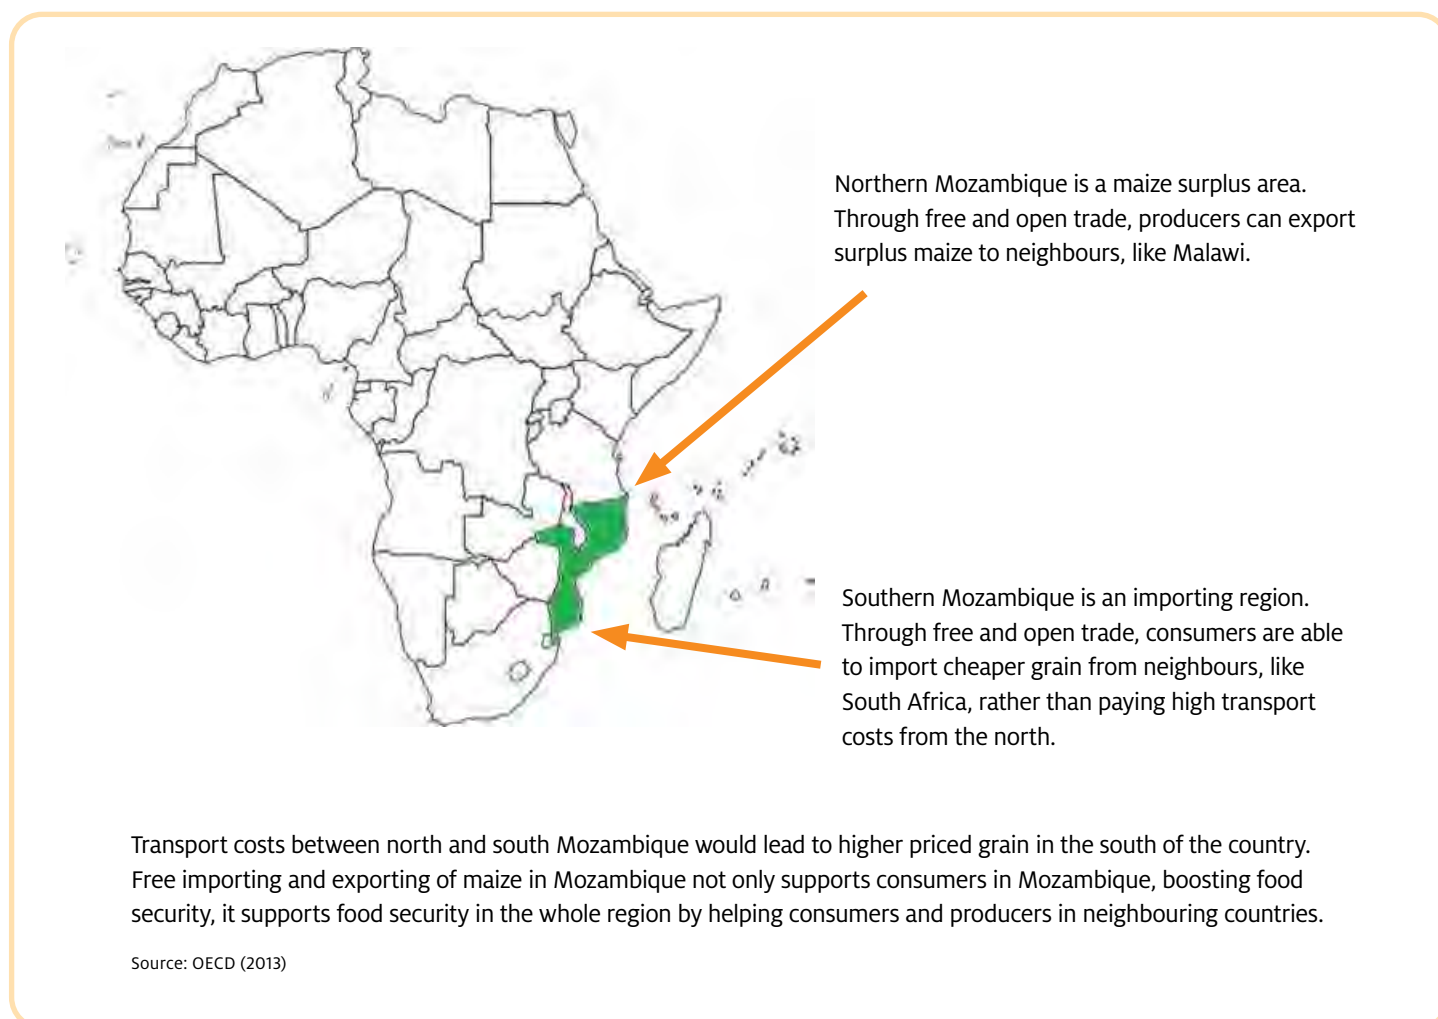 Northern Mozambique is a maize surplus area.
Through free and open trade, producers can export
surplus maize to neighbours, like Malawi.
Southern Mozambique is an importing region.
Through free and open trade, consumers are able
to import cheaper grain from neighbours, like
South Africa, rather than paying high transport
costs from the north.
Transport costs between north and south Mozambique would lead to higher priced grain in the south of the country.
Free importing and exporting of maize in Mozambique not only supports consumers in Mozambique, boosting food
security, it supports food security in the whole region by helping consumers and producers in neighbouring countries.
Source: OECD (2013)